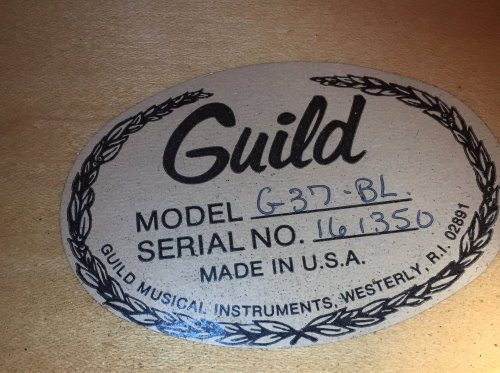 Guild
MODEL G37-BL.
SERIAL NO. 161350
MADE IN U.S.A.
GUILD MUSICAL INSTRUMENTS, WESTERLY, R.I. 02891